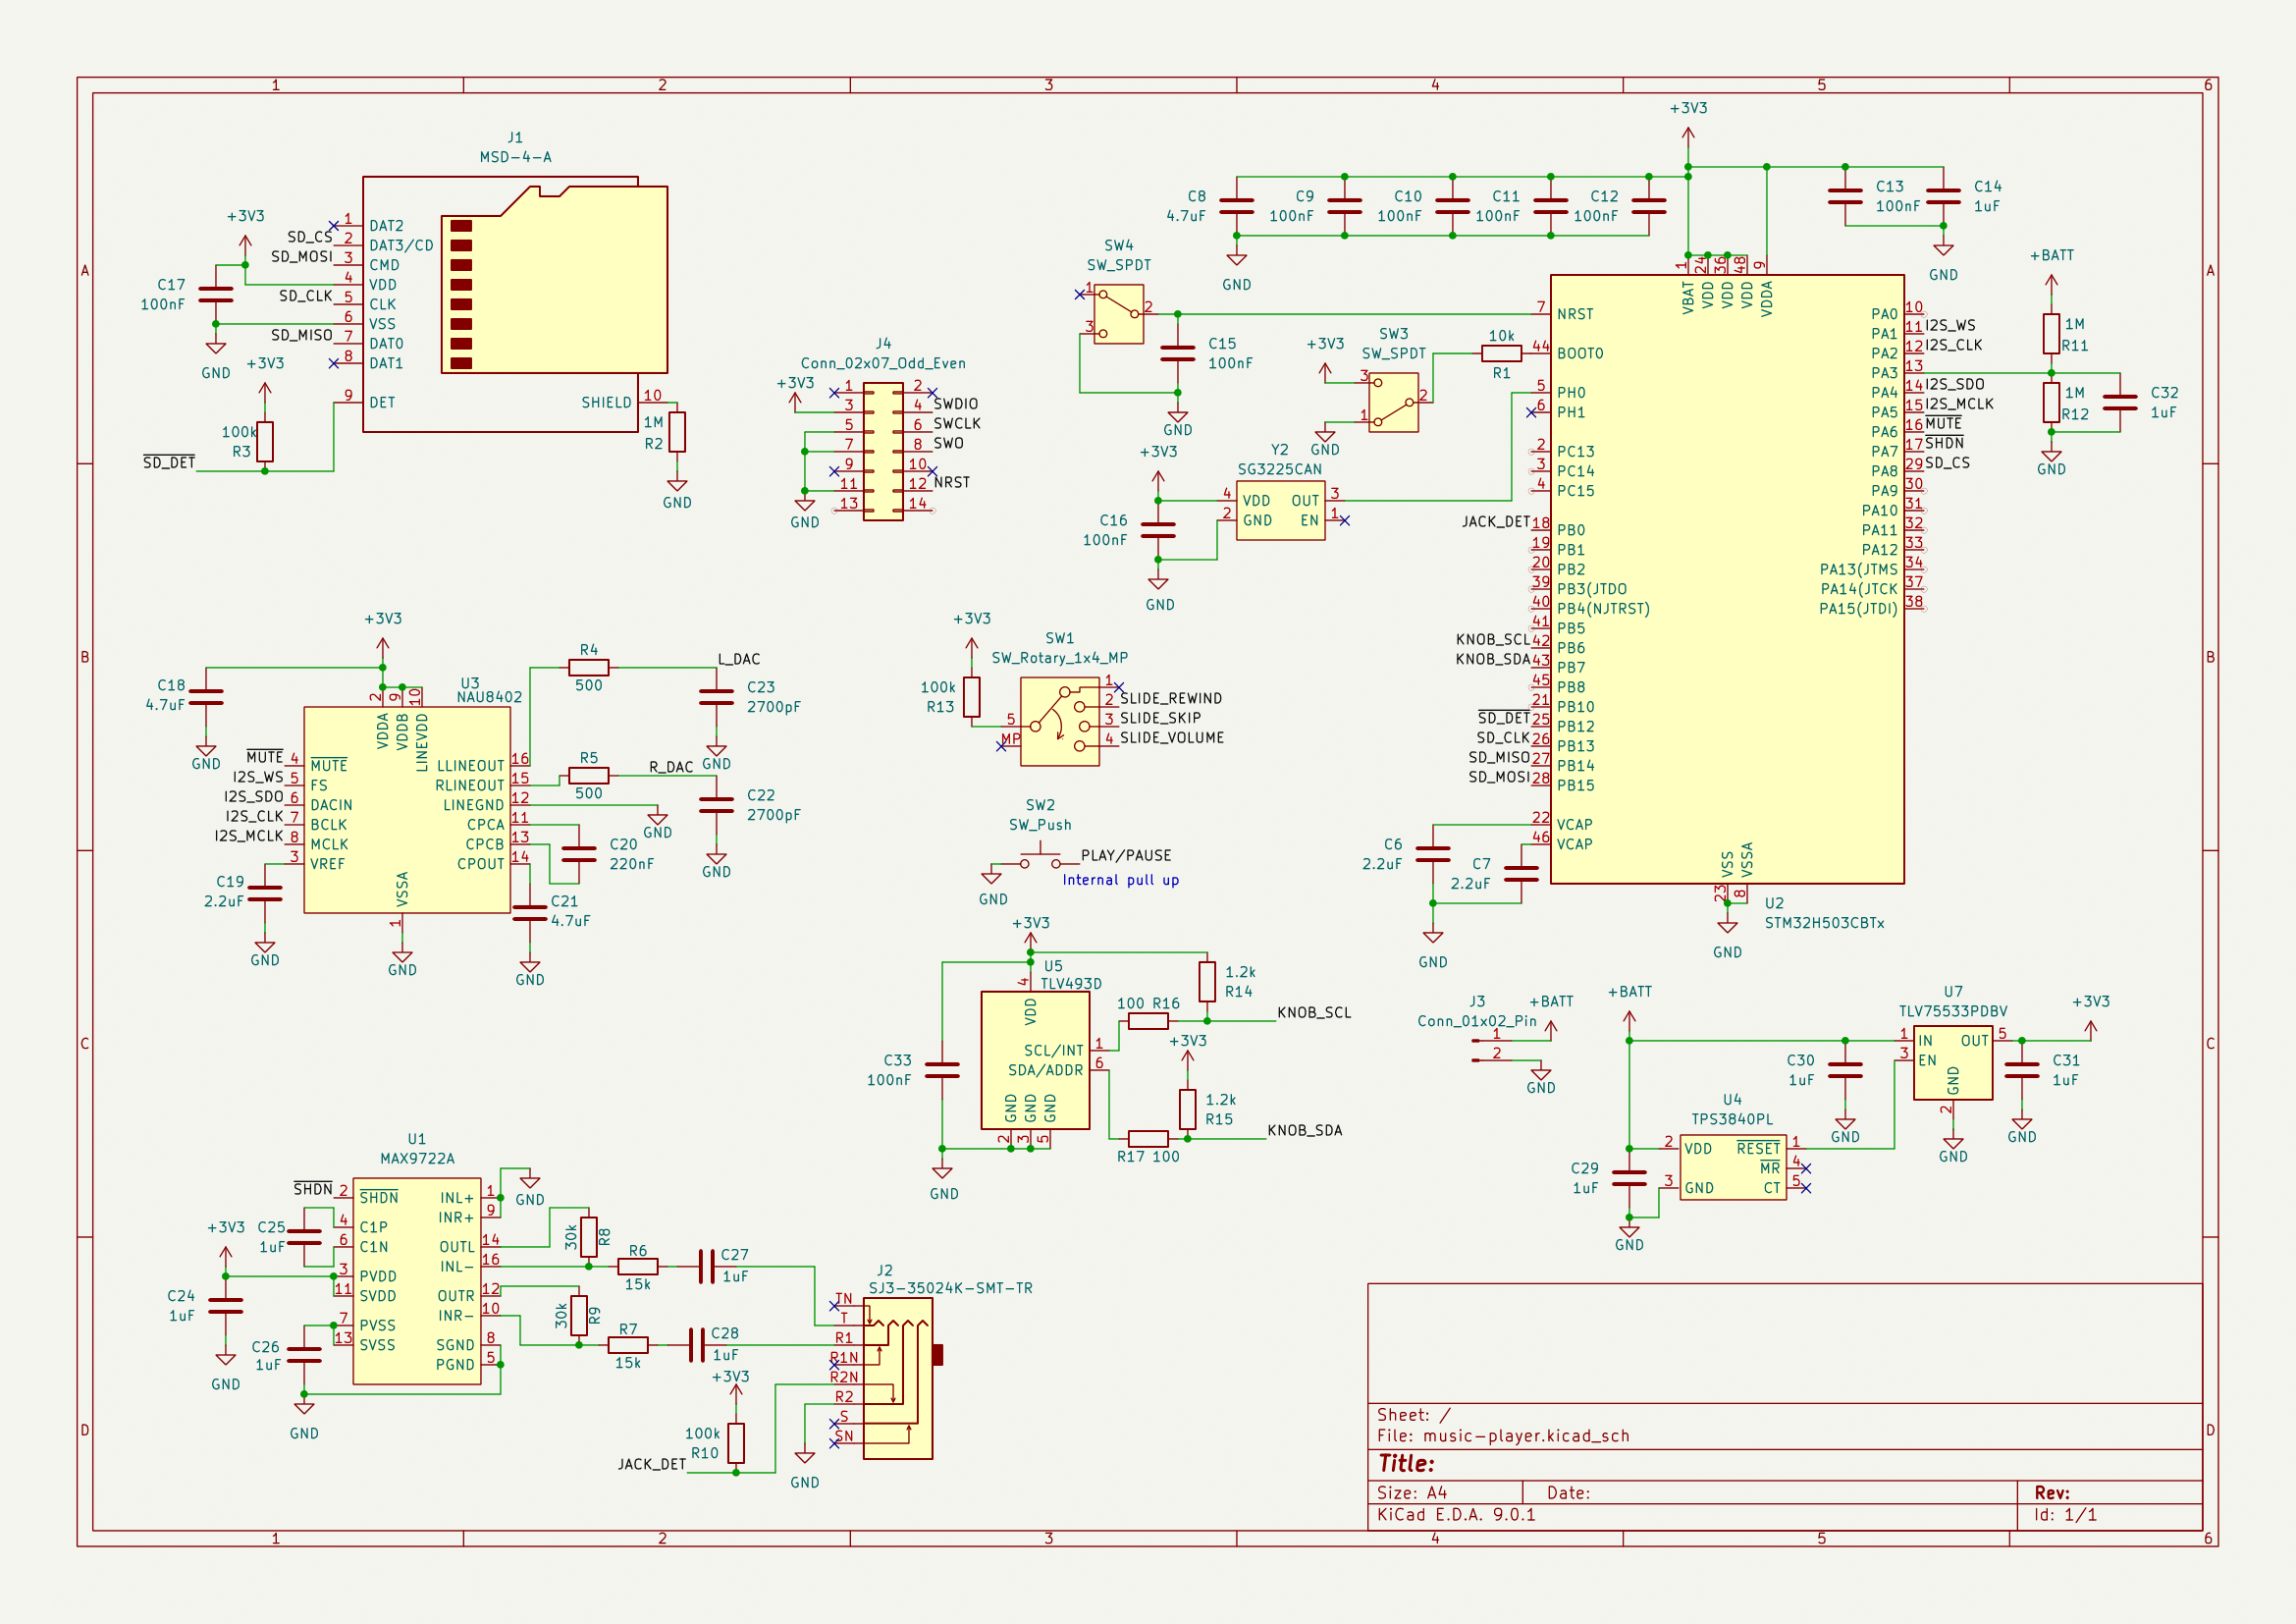 1 2 3 4 5 6
A
B
C
D
J1
MSD-4-A
+3V3
SD_CS
SD_MOSI
SD_CLK
SD_MISO
1 DAT2
2 DAT3/CD
3 CMD
4 VDD
5 CLK
6 VSS
7 DAT0
8 DAT1
9 DET
SHIELD 10
C17
100nF
GND
+3V3
100k
R3
SD_DET
1M
R2
GND
J4
Conn_02x07_Odd_Even
+3V3
1 2
3 4 SWDIO
5 6 SWCLK
7 8 SWO
9 10
11 12 NRST
13 14
GND
+3V3
C8
4.7uF
C9
100nF
C10
100nF
C11
100nF
C12
100nF
C13
100nF
C14
1uF
GND
GND
SW4
SW_SPDT
1
2
3
C15
100nF
GND
SW3
SW_SPDT
+3V3
3
2
1
GND
10k
R1
Y2
SG3225CAN
+3V3
4 VDD OUT 3
2 GND EN 1
C16
100nF
GND
1 24 36 48 9
VBAT VDD VDD VDD VDDA
7 NRST
44 BOOT0
5 PH0
6 PH1
2 PC13
3 PC14
4 PC15
JACK_DET 18 PB0
19 PB1
20 PB2
39 PB3(JTDO
40 PB4(NJTRST)
41 PB5
KNOB_SCL 42 PB6
KNOB_SDA 43 PB7
45 PB8
21 PB10
SD_DET 25 PB12
SD_CLK 26 PB13
SD_MISO 27 PB14
SD_MOSI 28 PB15
22 VCAP
46 VCAP
PA0 10
PA1 11 I2S_WS
PA2 12 I2S_CLK
PA3 13
PA4 14 I2S_SDO
PA5 15 I2S_MCLK
PA6 16 MUTE
PA7 17 SHDN
PA8 29 SD_CS
PA9 30
PA10 31
PA11 32
PA12 33
PA13(JTMS 34
PA14(JTCK 37
PA15(JTDI) 38
VSS VSSA
23 8
U2
STM32H503CBTx
GND
C6
2.2uF
C7
2.2uF
GND
+BATT
1M
R11
1M
R12
C32
1uF
GND
+3V3
C18
4.7uF
GND
U3
NAU8402
2 9 10
VDDA VDDB LINEVDD
MUTE 4 MUTE
I2S_WS 5 FS
I2S_SDO 6 DACIN
I2S_CLK 7 BCLK
I2S_MCLK 8 MCLK
3 VREF
VSSA
1
LLINEOUT 16
RLINEOUT 15
LINEGND 12
CPCA 11
CPCB 13
CPOUT 14
R4
500
L_DAC
C23
2700pF
GND
R5
500
R_DAC
C22
2700pF
GND
GND
C20
220nF
C21
4.7uF
GND
C19
2.2uF
GND
GND
+3V3
SW1
SW_Rotary_1x4_MP
100k
R13
5
MP
1
2 SLIDE_REWIND
3 SLIDE_SKIP
4 SLIDE_VOLUME
SW2
SW_Push
PLAY/PAUSE
Internal pull up
GND
+3V3
U5
TLV493D
4
VDD
SCL/INT 1
SDA/ADDR 6
GND GND GND
2 3 5
C33
100nF
GND
1.2k
R14
100 R16
KNOB_SCL
+3V3
1.2k
R15
KNOB_SDA
R17 100
J3
Conn_01x02_Pin
+BATT
1
2
GND
+BATT
U7
TLV75533PDBV
1 IN OUT 5
3 EN
GND
2
+3V3
C30
1uF
GND
C31
1uF
GND
GND
U4
TPS3840PL
2 VDD RESET 1
MR 4
3 GND CT 5
C29
1uF
GND
U1
MAX9722A
SHDN 2 SHDN
4 C1P
6 C1N
3 PVDD
11 SVDD
7 PVSS
13 SVSS
INL+ 1
INR+ 9
OUTL 14
INL- 16
OUTR 12
INR- 10
SGND 8
PGND 5
+3V3
C25
1uF
C24
1uF
GND
C26
1uF
GND
GND
30k
R8
R6
15k
C27
1uF
30k
R9
R7
15k
C28
1uF
J2
SJ3-35024K-SMT-TR
TN
T
R1
R1N
R2N
R2
S
SN
+3V3
100k
R10
JACK_DET
GND
Sheet: /
File: music-player.kicad_sch
Title:
Size: A4 Date: Rev:
KiCad E.D.A. 9.0.1 Id: 1/1
1 2 3 4 5 6
A
B
C
D